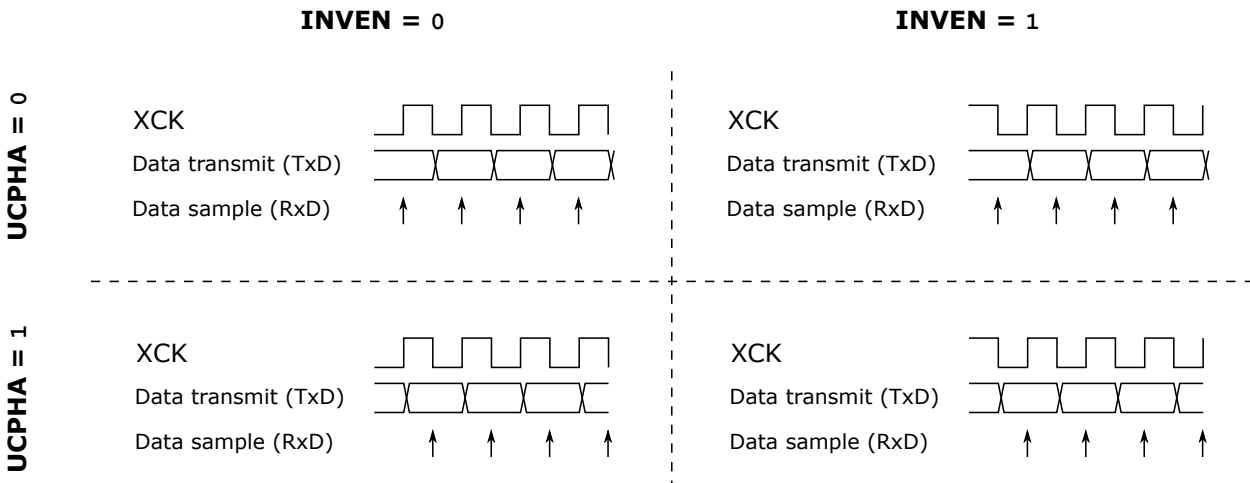 INVEN = 0
INVEN = 1
UCPHA = 0
XCK
Data transmit (TxD)
Data sample (RxD)
XCK
Data transmit (TxD)
Data sample (RxD)
UCPHA = 1
XCK
Data transmit (TxD)
Data sample (RxD)
XCK
Data transmit (TxD)
Data sample (RxD)